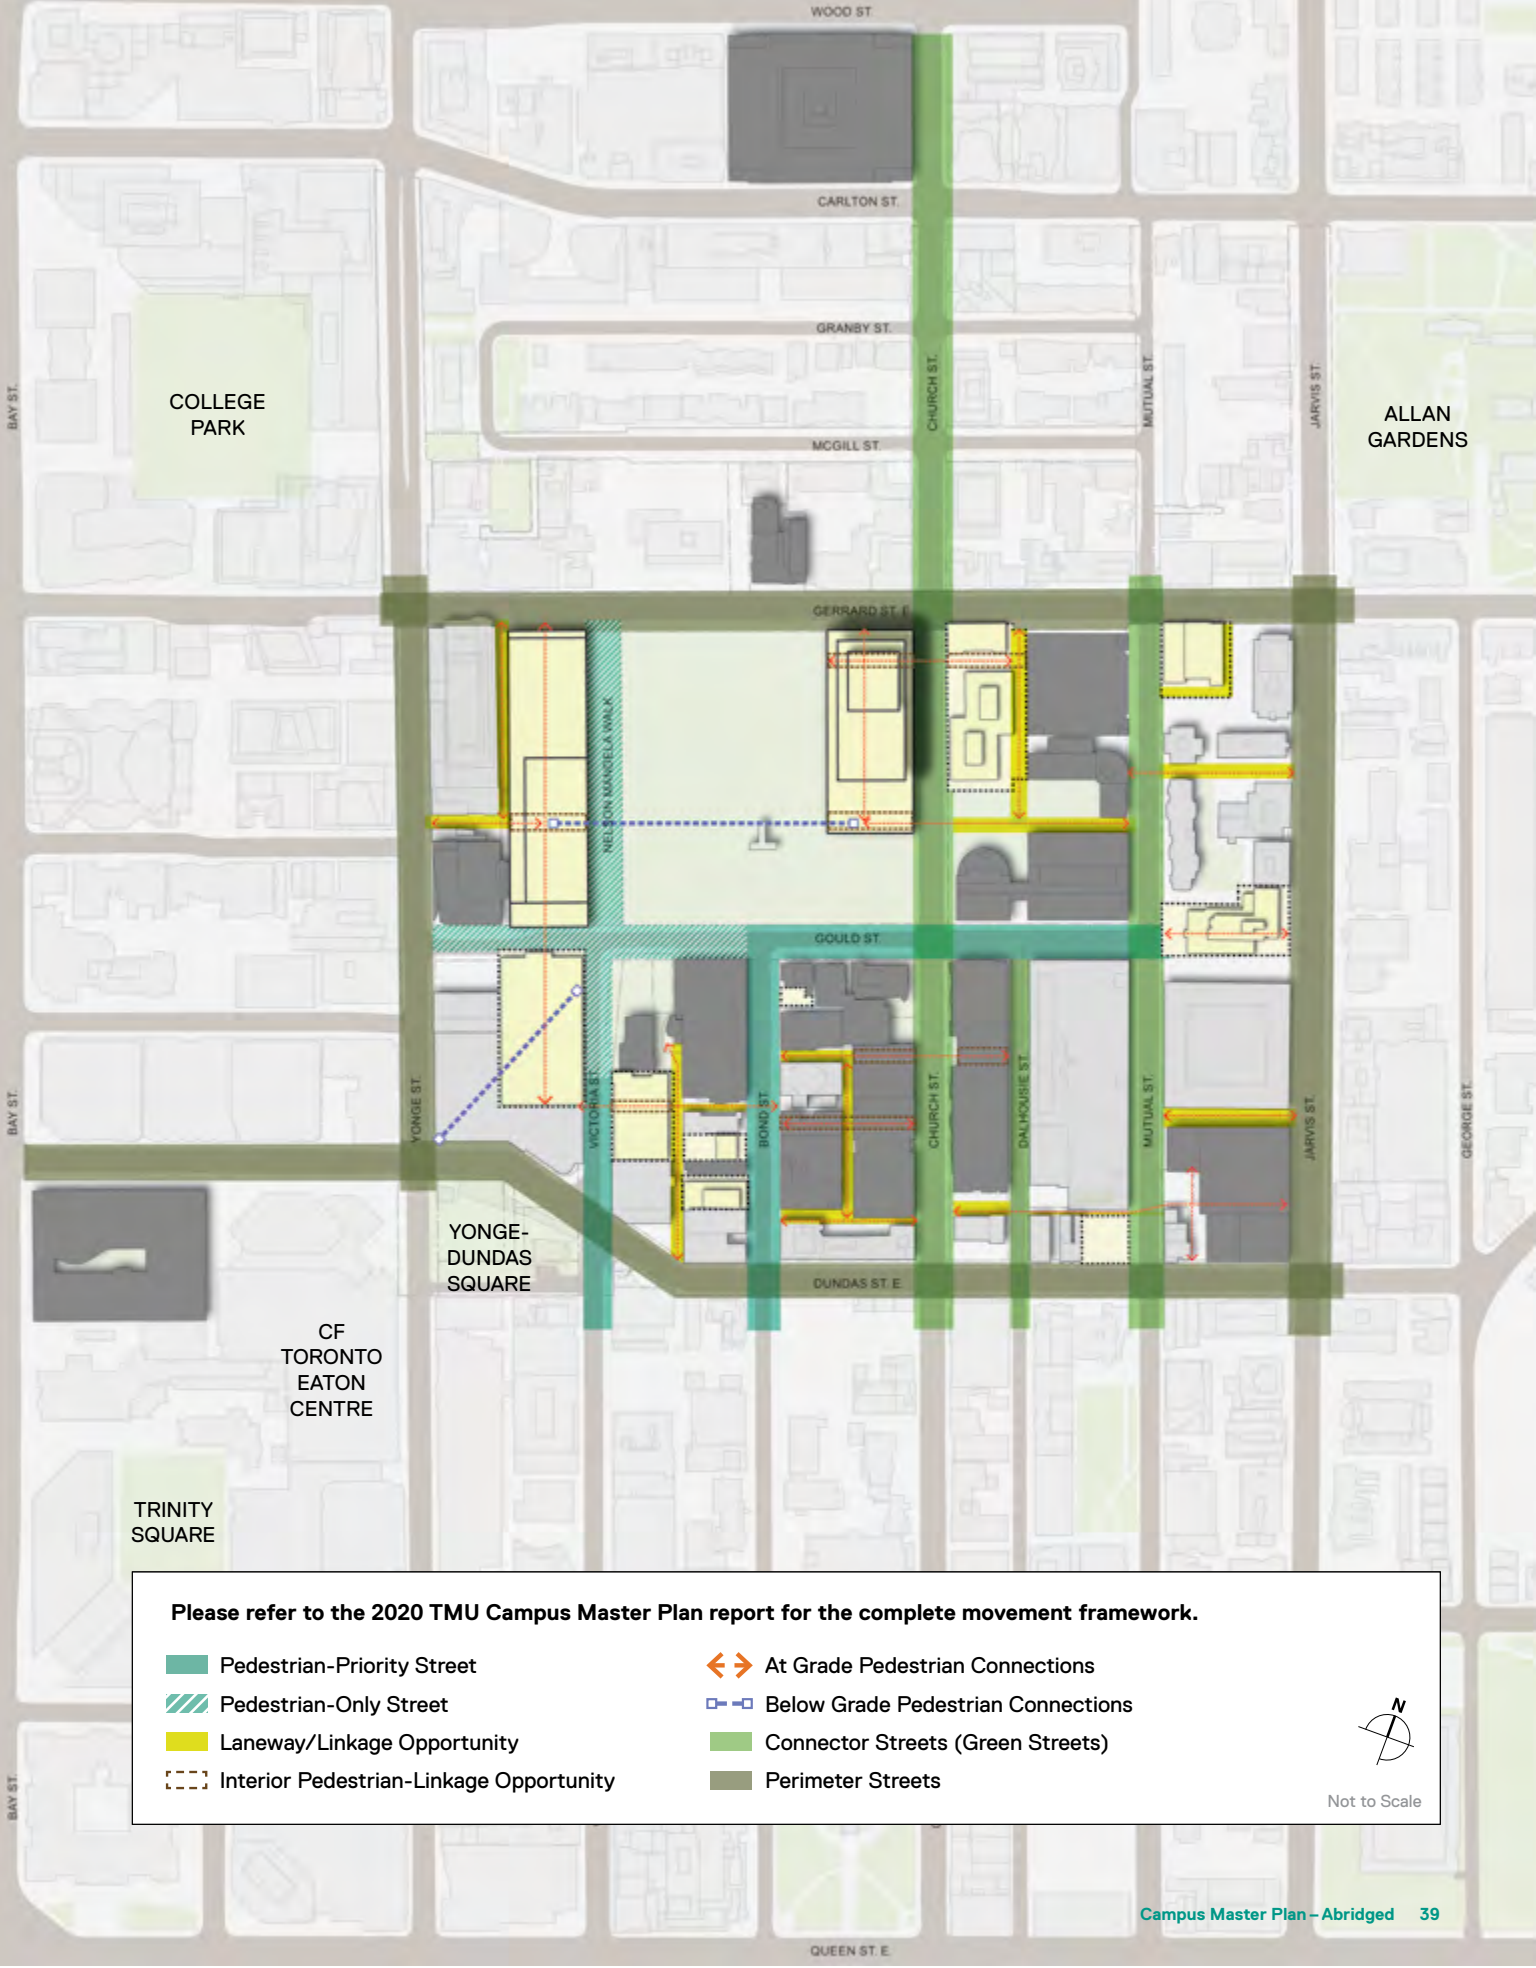 WOOD ST.
CARLTON ST.
GRANBY ST.
CHURCH ST.
MUTUAL ST.
JARVIS ST.
BAY ST.
COLLEGE
PARK
ALLAN
GARDENS
MCGILL ST.
GERRARD ST. E.
NELSON MANDELA WALK
GOULD ST.
BAY ST.
YONGE ST.
VICTORIA ST.
BOND ST.
CHURCH ST.
DALHOUSIE ST.
MUTUAL ST.
JARVIS ST.
GEORGE ST.
YONGE-
DUNDAS
SQUARE
DUNDAS ST. E.
CF
TORONTO
EATON
CENTRE
TRINITY
SQUARE
Please refer to the 2020 TMU Campus Master Plan report for the complete movement framework.
Pedestrian-Priority Street
Pedestrian-Only Street
Laneway/Linkage Opportunity
Interior Pedestrian-Linkage Opportunity
At Grade Pedestrian Connections
Below Grade Pedestrian Connections
Connector Streets (Green Streets)
Perimeter Streets
N
Not to Scale
BAY ST.
Campus Master Plan – Abridged 39
QUEEN ST. E.